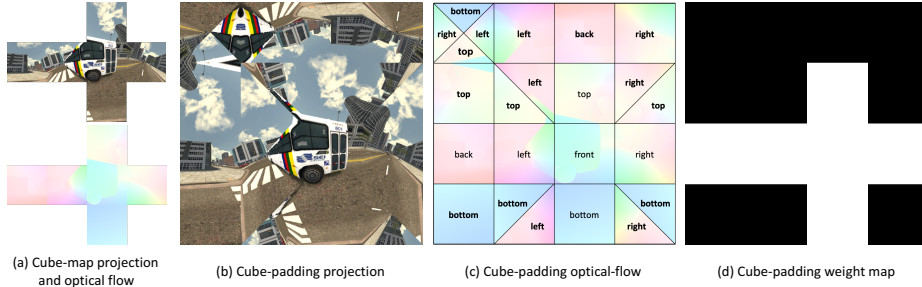 bottom
right
left
top
left
back
right
top
left
top
top
right
top
back
left
front
right
bottom
bottom
left
bottom
bottom
right
(a) Cube-map projection
and optical flow
(b) Cube-padding projection
(c) Cube-padding optical-flow
(d) Cube-padding weight map